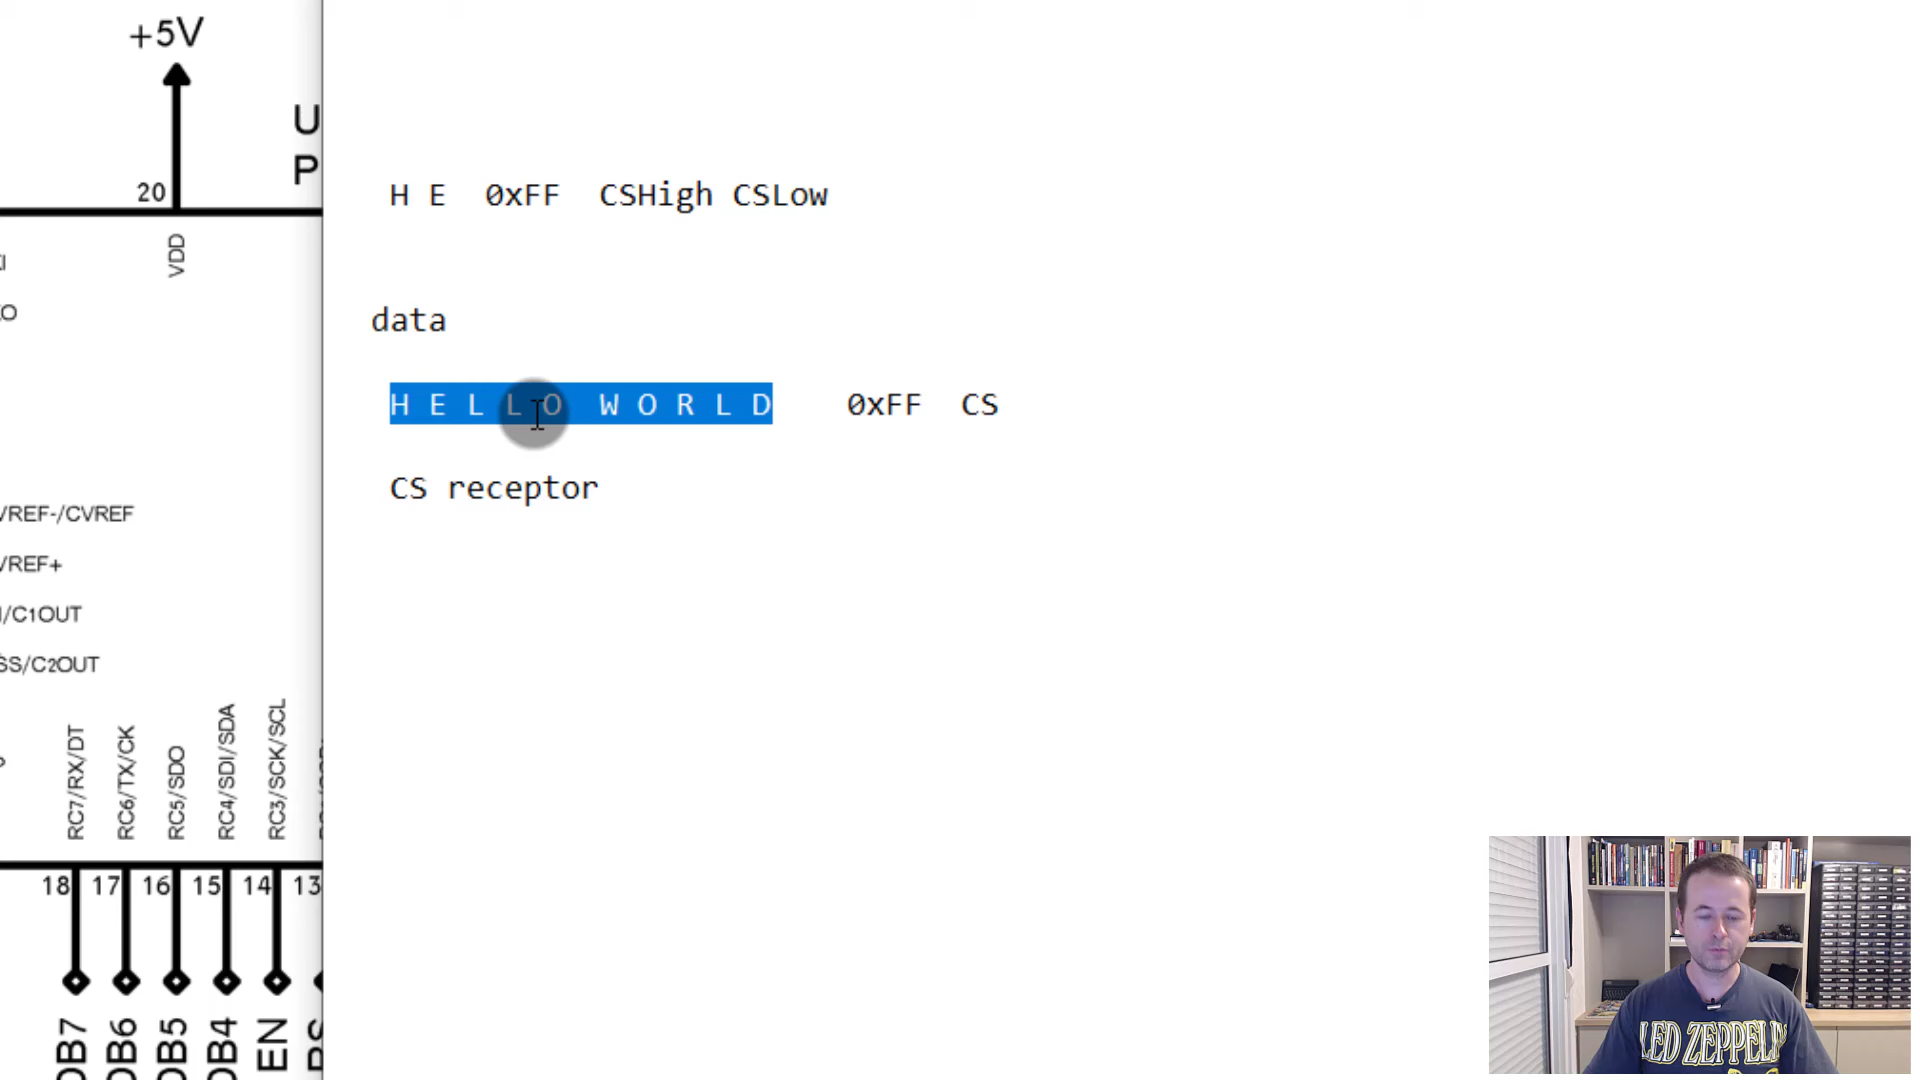 +5V
U
P
20
VDD
H E 0xFF CSHigh CSLow
data
H E L L O W O R L D 0xFF CS
CS receptor
VREF-/CVREF
VREF+
/C1OUT
SS/C2OUT
RC7/RX/DT
RC6/TX/CK
RC5/SDO
RC4/SDI/SDA
RC3/SCK/SCL
18 17 16 15 14 13
DB7
DB6
DB5
DB4
EN
LED ZEPPELIN